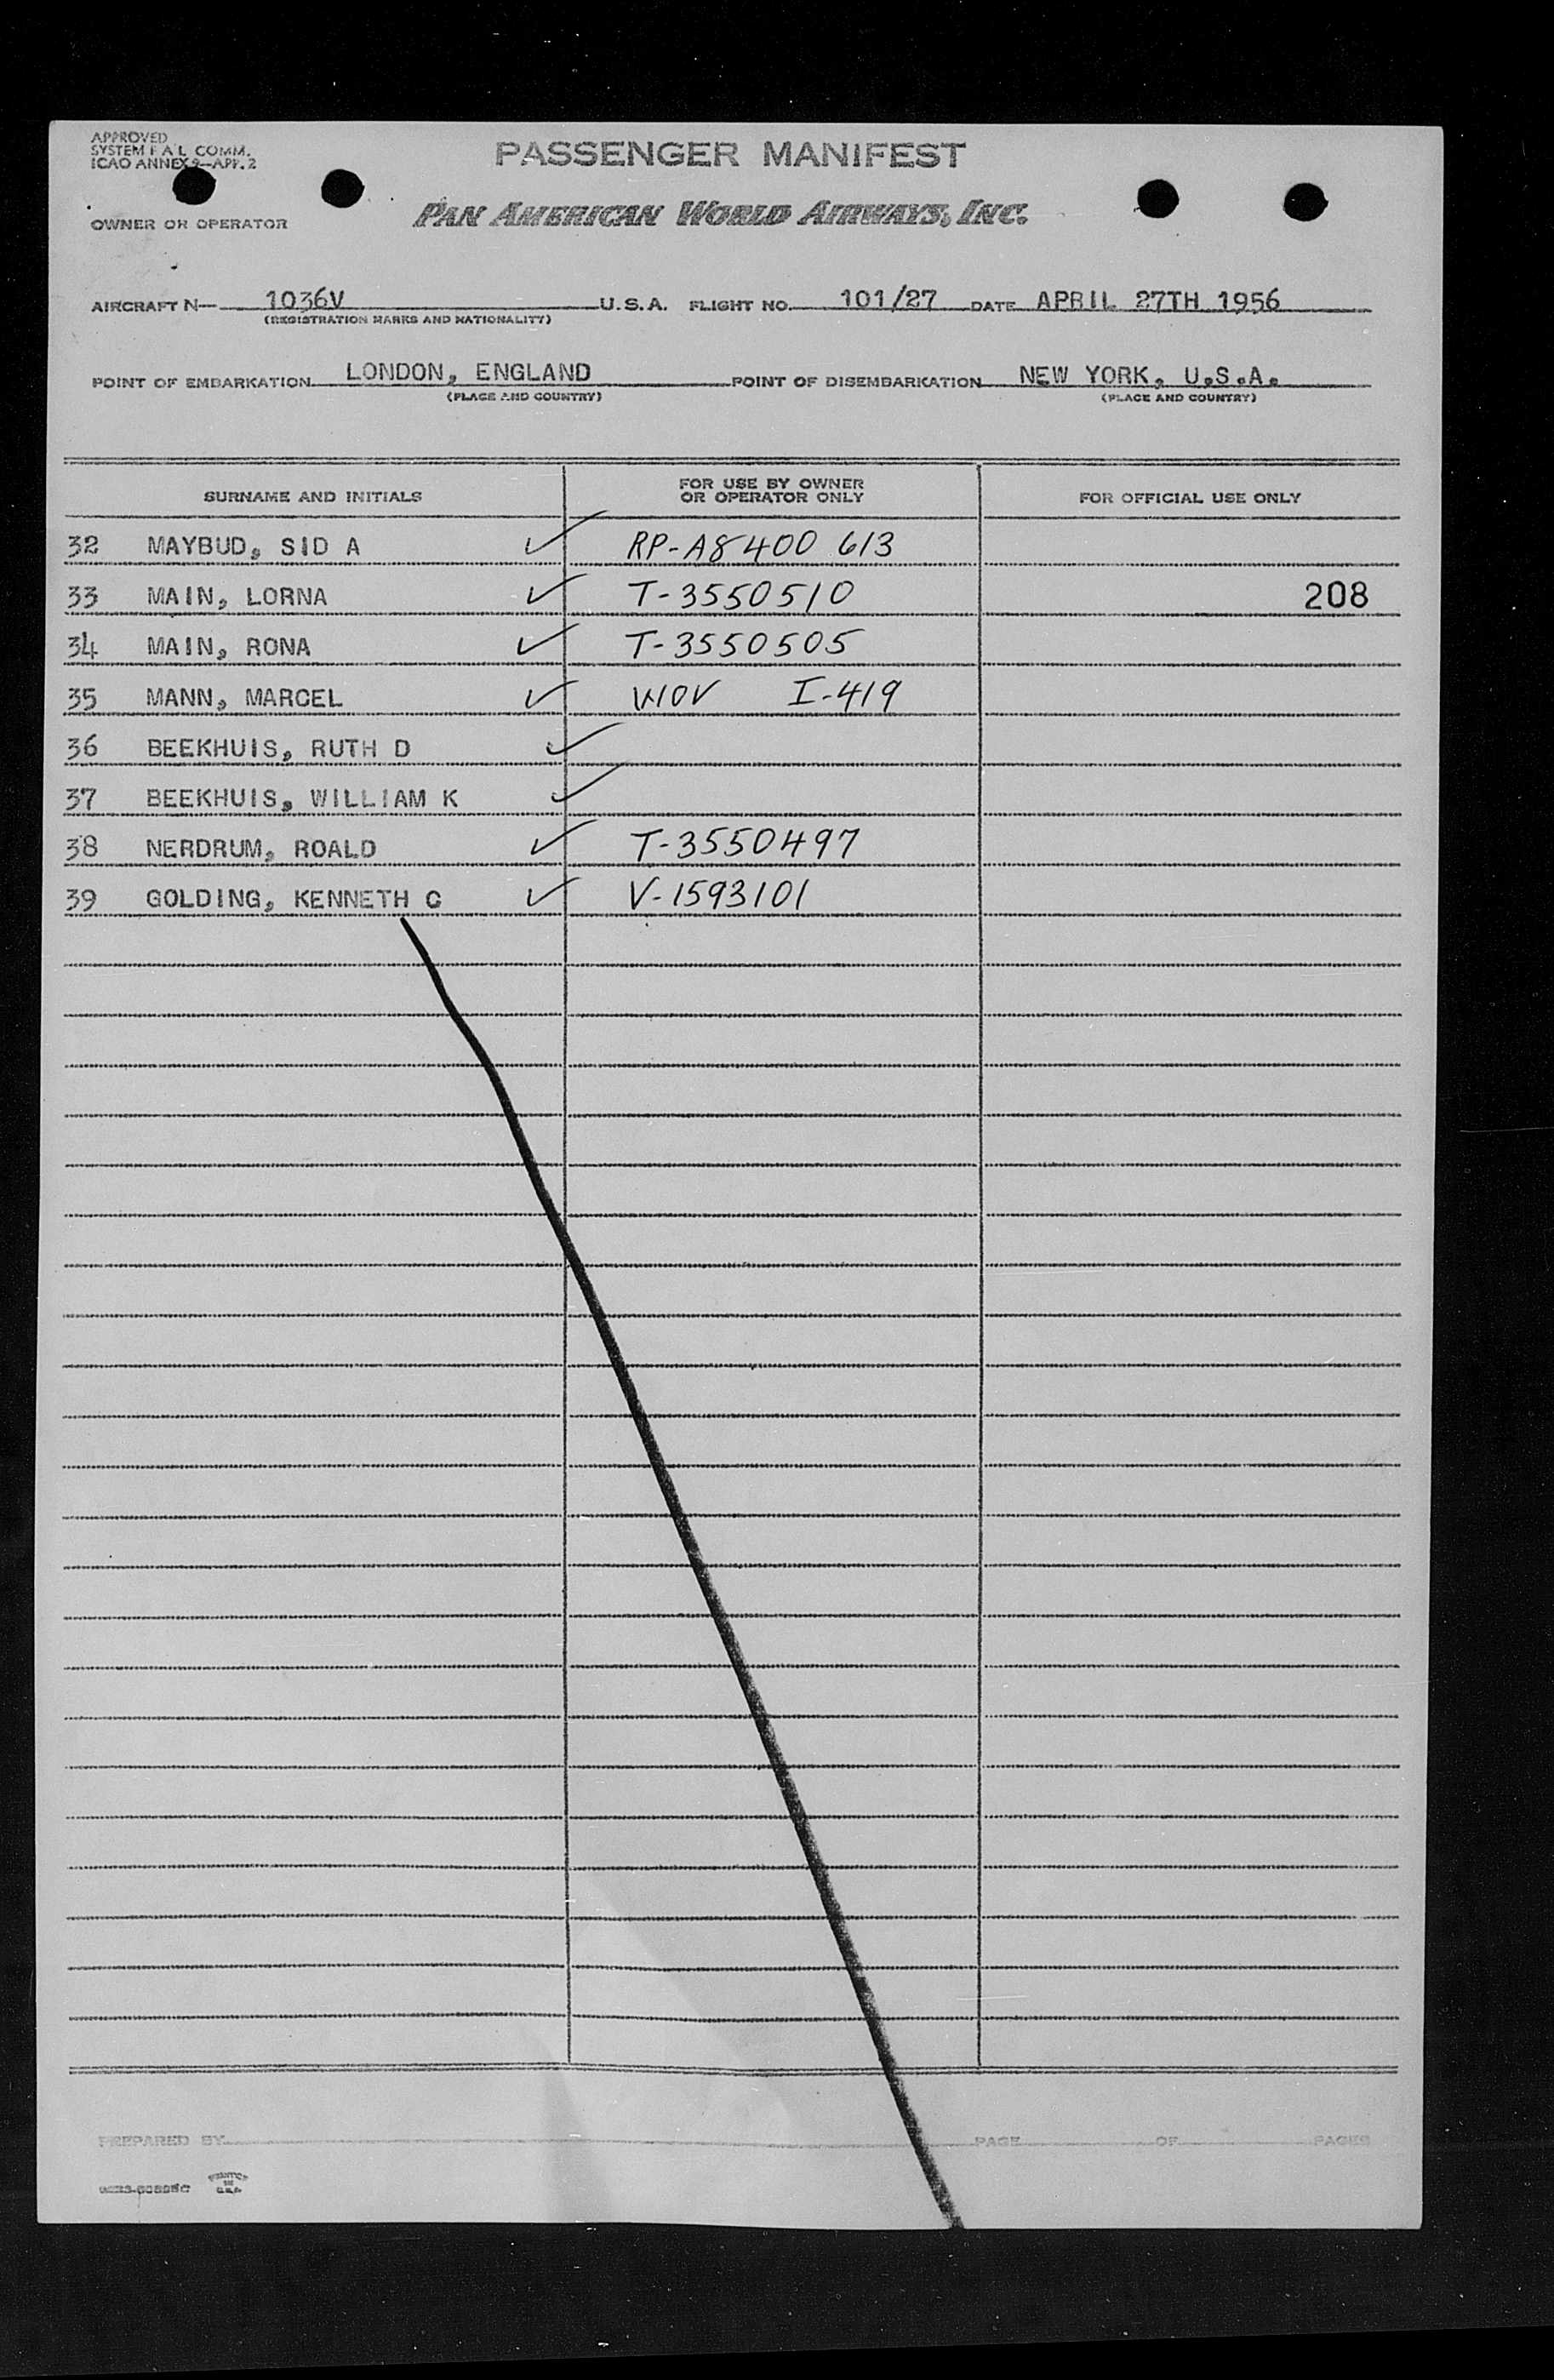 APPROVED
SYSTEM F A L COMM.
ICAO ANNEX 9—APP. 2
PASSENGER MANIFEST
OWNER OR OPERATOR PAN AMERICAN WORLD AIRWAYS, INC.
AIRCRAFT N— 1036V U.S.A. FLIGHT NO. 101/27 DATE APRIL 27TH 1956
(REGISTRATION MARKS AND NATIONALITY)
POINT OF EMBARKATION LONDON, ENGLAND POINT OF DISEMBARKATION NEW YORK, U.S.A.
(PLACE AND COUNTRY) (PLACE AND COUNTRY)
SURNAME AND INITIALS FOR USE BY OWNER OR OPERATOR ONLY FOR OFFICIAL USE ONLY
32 MAYBUD, SID A ✓ RP-A8400 613
33 MAIN, LORNA ✓ T-3550510 208
34 MAIN, RONA ✓ T-3550505
35 MANN, MARCEL ✓ WOV I-419
36 BEEKHUIS, RUTH D ✓
37 BEEKHUIS, WILLIAM K ✓
38 NERDRUM, ROALD ✓ T-3550497
39 GOLDING, KENNETH C ✓ V-1593101
PREPARED BY PAGE OF PAGES
PRINTED IN U.S.A.